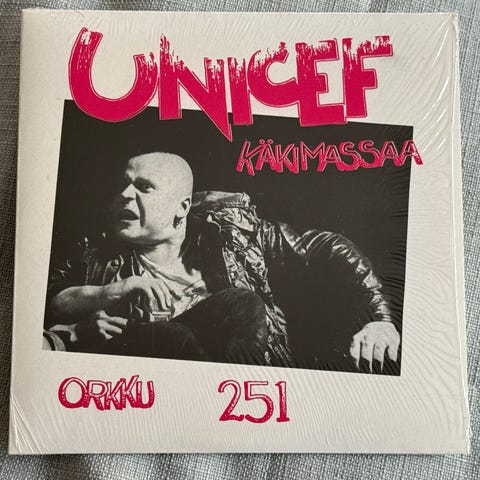 UNICEF
KÄKIMASSAA
ORKKU 251